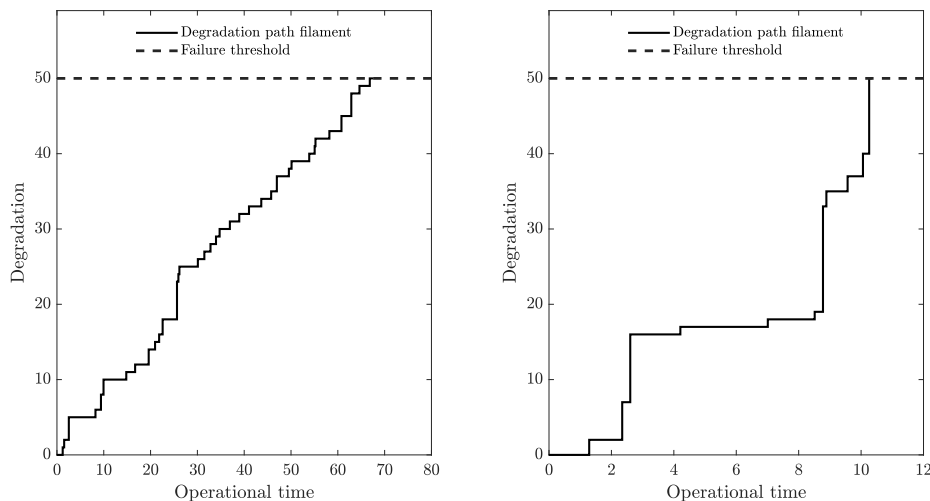 Degradation path filament
Failure threshold
50
40
30
20
10
0
Degradation
0 10 20 30 40 50 60 70 80
Operational time
Degradation path filament
Failure threshold
50
40
30
20
10
0
Degradation
0 2 4 6 8 10 12
Operational time